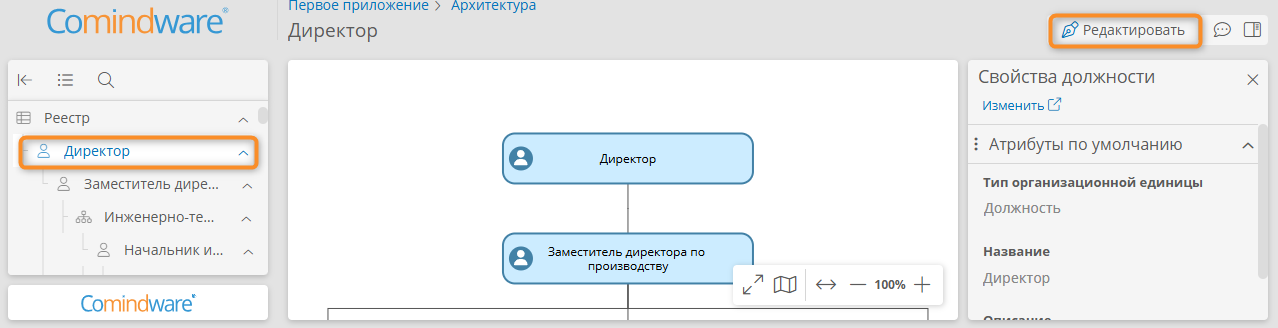 Comindware®
Первое приложение > Архитектура
Директор
Редактировать
Реестр
Директор
Заместитель дире...
Инженерно-те...
Начальник и...
Comindware
Директор
Заместитель директора по
производству
100%
Свойства должности
Изменить
Атрибуты по умолчанию
Тип организационной единицы
Должность
Название
Директор
Описание